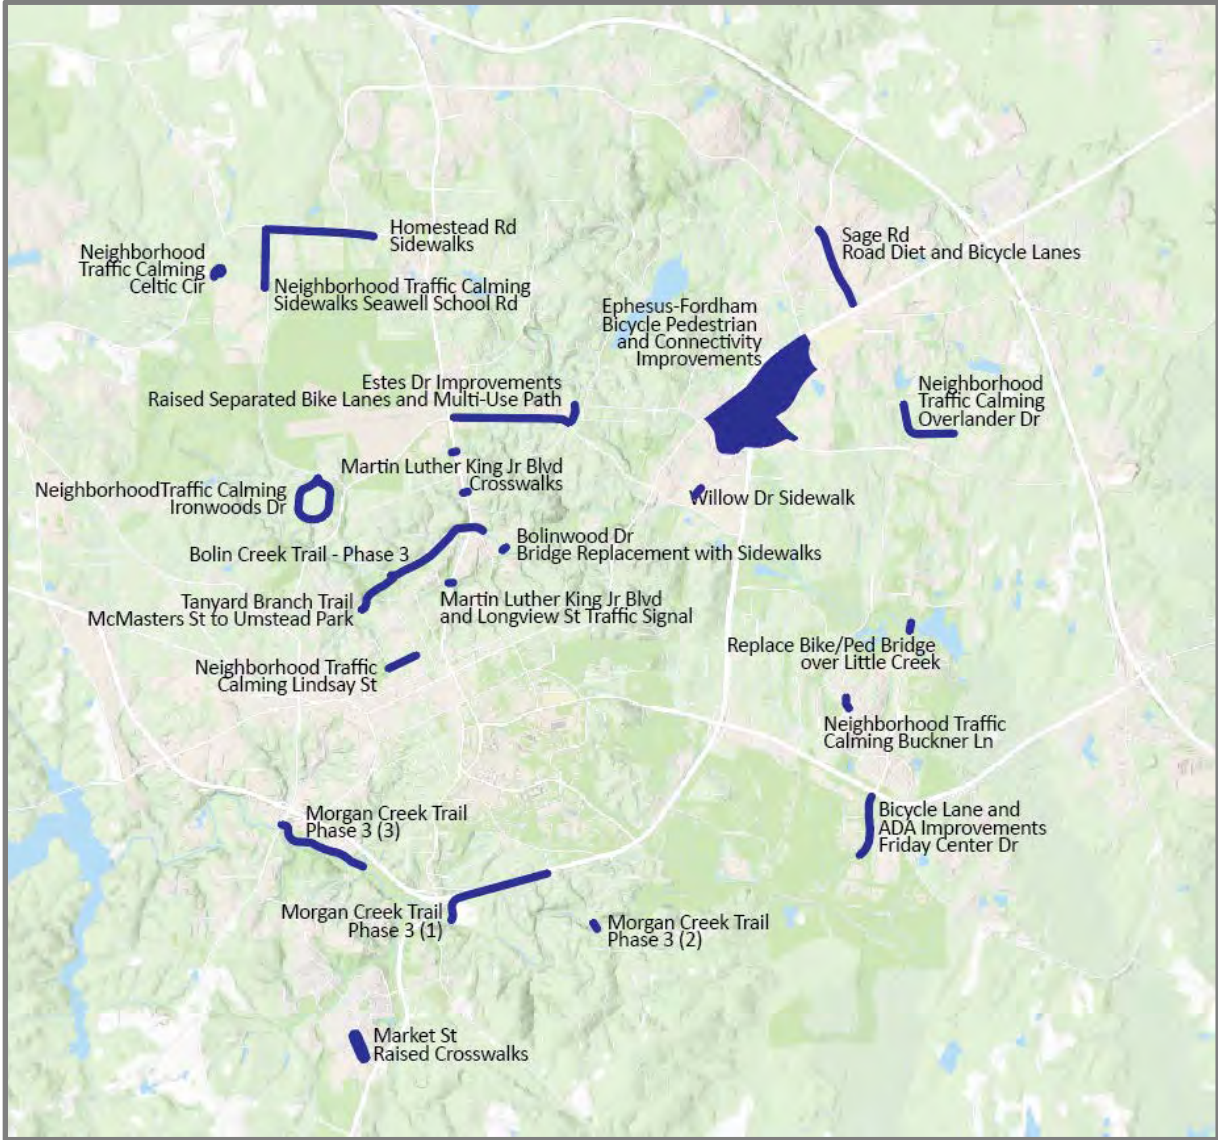 Homestead Rd
Sidewalks
Neighborhood
Traffic Calming
Celtic Cir
Neighborhood Traffic Calming
Sidewalks Seawell School Rd
Sage Rd
Road Diet and Bicycle Lanes
Ephesus-Fordham
Bicycle Pedestrian
and Connectivity
Improvements
Estes Dr Improvements
Raised Separated Bike Lanes and Multi-Use Path
Neighborhood
Traffic Calming
Overlander Dr
Martin Luther King Jr Blvd
Crosswalks
NeighborhoodTraffic Calming
Ironwoods Dr
Willow Dr Sidewalk
Bolin Creek Trail - Phase 3
Bolinwood Dr
Bridge Replacement with Sidewalks
Tanyard Branch Trail
McMasters St to Umstead Park
Martin Luther King Jr Blvd
and Longview St Traffic Signal
Replace Bike/Ped Bridge
over Little Creek
Neighborhood Traffic
Calming Lindsay St
Neighborhood Traffic
Calming Buckner Ln
Morgan Creek Trail
Phase 3 (3)
Bicycle Lane and
ADA Improvements
Friday Center Dr
Morgan Creek Trail
Phase 3 (1)
Morgan Creek Trail
Phase 3 (2)
Market St
Raised Crosswalks